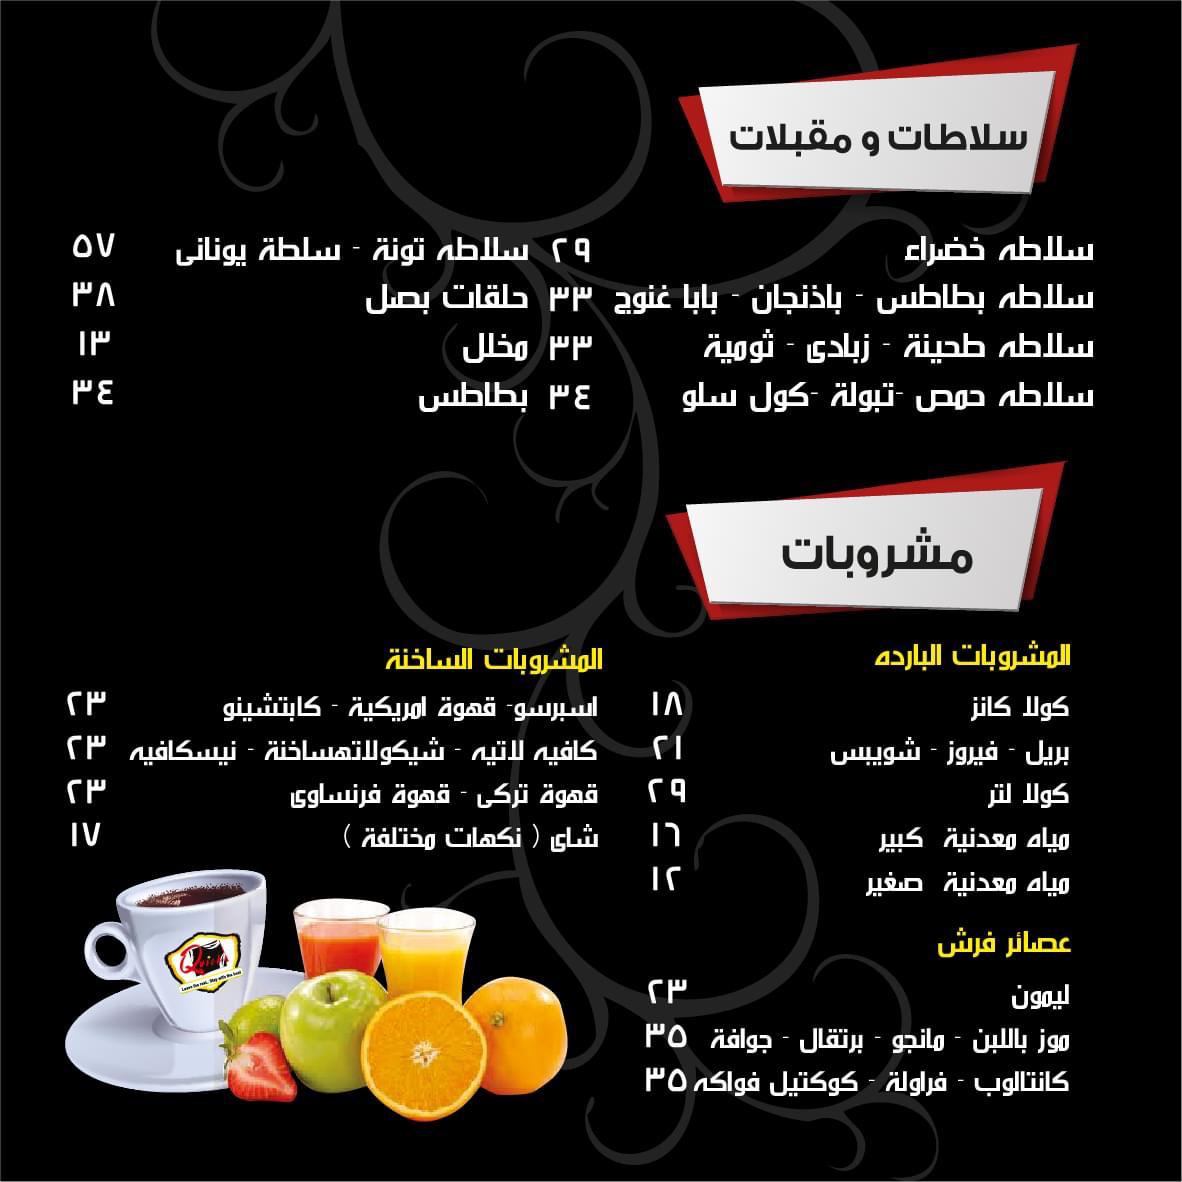 سلاطات و مقبلات
سلاطه خضراء ٢٩
سلاطه بطاطس - باذنجان - بابا غنوج ٣٣
سلاطه طحينة - زبادى - ثومية ٣٣
سلاطه حمص -تبولة -كول سلو ٣٤
سلاطه تونة - سلطة يونانى ٥٧
حلقات بصل ٣٨
مخلل ١٣
بطاطس ٣٤
مشروبات
المشروبات البارده
كولا كانز ١٨
بريل - فيروز - شويبس ٢١
كولا لتر ٢٩
مياه معدنية كبير ١٦
مياه معدنية صغير ١٢
عصائر فرش
ليمون ٢٣
موز باللبن - مانجو - برتقال - جوافة ٣٥
كانتالوب - فراولة - كوكتيل فواكه ٣٥
المشروبات الساخنة
اسبرسو- قهوة امريكية - كابتشينو ٢٣
كافيه لاتيه - شيكولاتهساخنة - نيسكافيه ٢٣
قهوة تركى - قهوة فرنساوى ٢٣
شاى ( نكهات مختلفة ) ١٧